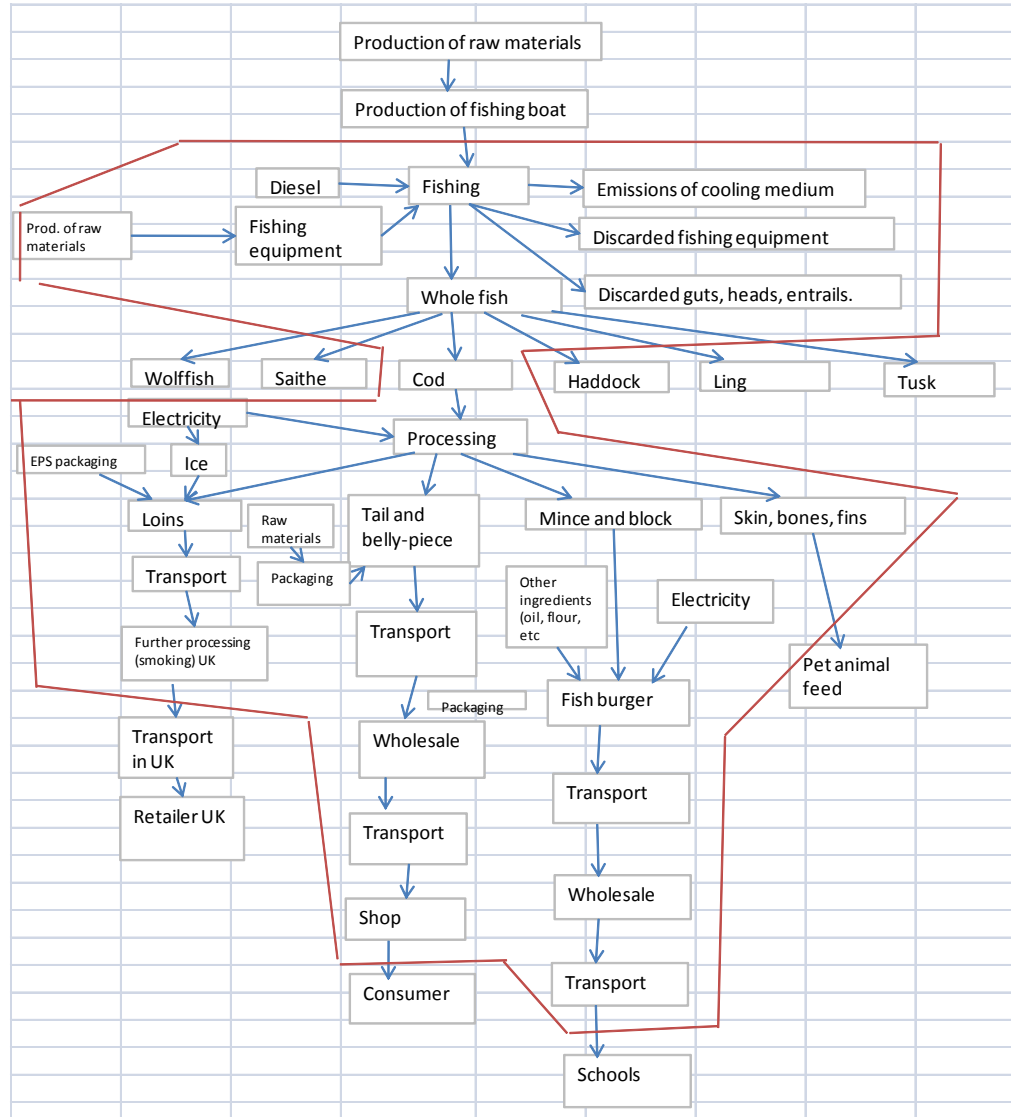 Production of raw materials
Production of fishing boat
Diesel
Fishing
Emissions of cooling medium
Prod. of raw
materials
Fishing
equipment
Discarded fishing equipment
Whole fish
Discarded guts, heads, entrails.
Wolffish
Saithe
Cod
Haddock
Ling
Tusk
Electricity
Processing
EPS packaging
Ice
Loins
Raw
materials
Tail and
belly-piece
Mince and block
Skin, bones, fins
Transport
Packaging
Other
ingredients
(oil, flour,
etc
Electricity
Further processing
(smoking) UK
Transport
Pet animal
feed
Packaging
Fish burger
Transport
in UK
Wholesale
Transport
Retailer UK
Transport
Wholesale
Shop
Transport
Consumer
Schools